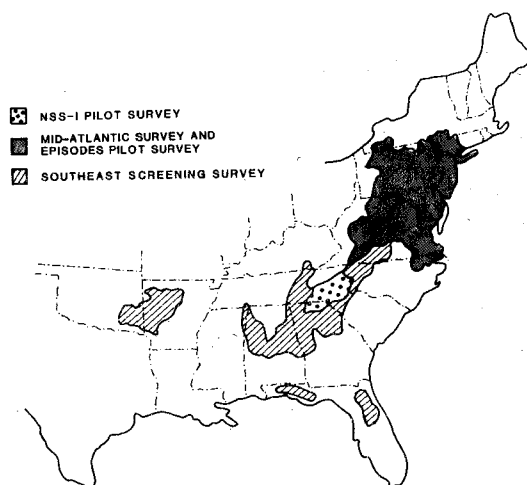 NSS-I PILOT SURVEY
MID-ATLANTIC SURVEY AND
EPISODES PILOT SURVEY
SOUTHEAST SCREENING SURVEY